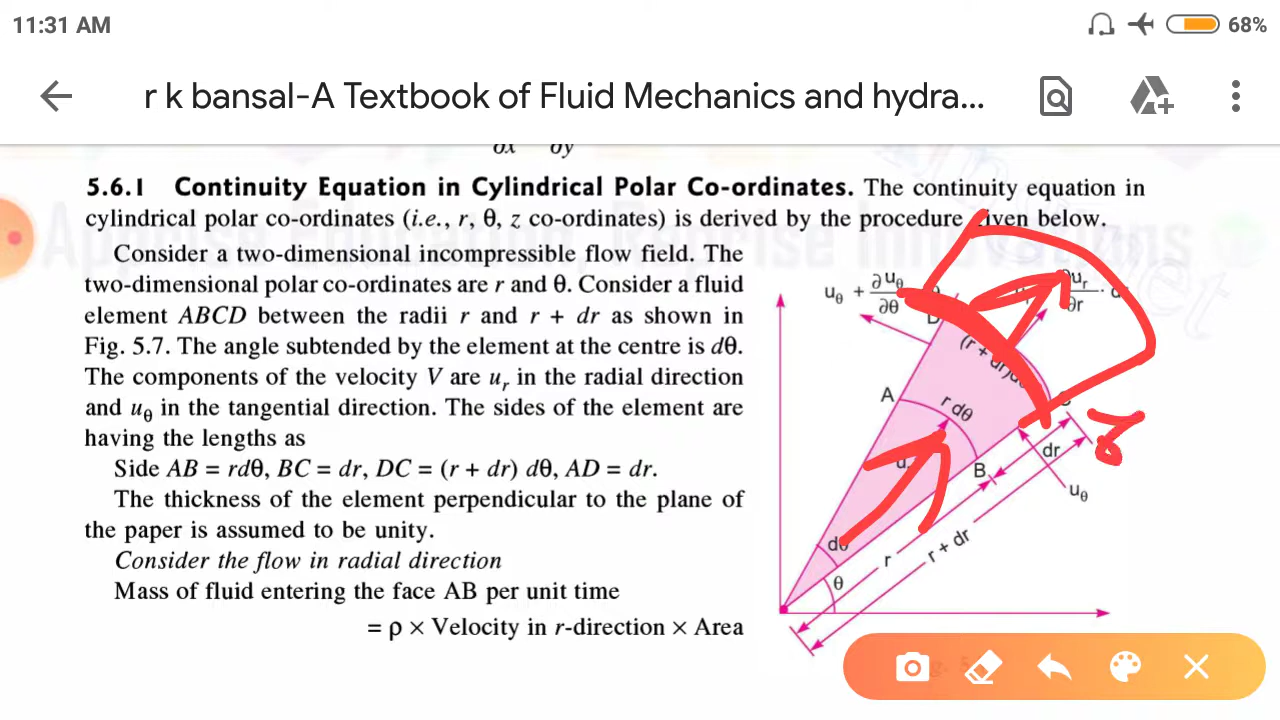 11:31 AM
68%
r k bansal-A Textbook of Fluid Mechanics and hydra...
∂x ∂y
5.6.1 Continuity Equation in Cylindrical Polar Co-ordinates. The continuity equation in
cylindrical polar co-ordinates (i.e., r, θ, z co-ordinates) is derived by the procedure given below.
Consider a two-dimensional incompressible flow field. The
two-dimensional polar co-ordinates are r and θ. Consider a fluid
element ABCD between the radii r and r + dr as shown in
Fig. 5.7. The angle subtended by the element at the centre is dθ.
The components of the velocity V are uᵣ in the radial direction
and u_θ in the tangential direction. The sides of the element are
having the lengths as
Side AB = rdθ, BC = dr, DC = (r + dr) dθ, AD = dr.
The thickness of the element perpendicular to the plane of
the paper is assumed to be unity.
Consider the flow in radial direction
Mass of fluid entering the face AB per unit time
= ρ × Velocity in r-direction × Area
u_θ + ∂u_θ
∂θ
∂uᵣ
∂r
D
(r + dr)d
A
r dθ
B
dr
u_θ
dθ
θ
r
r + dr